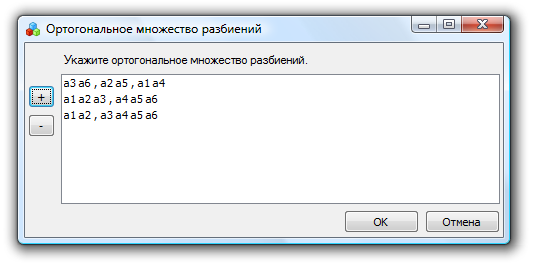 Ортогональное множество разбиений
Укажите ортогональное множество разбиений.
+
a3 a6 , a2 a5 , a1 a4
a1 a2 a3 , a4 a5 a6
a1 a2 , a3 a4 a5 a6
-
OK Отмена